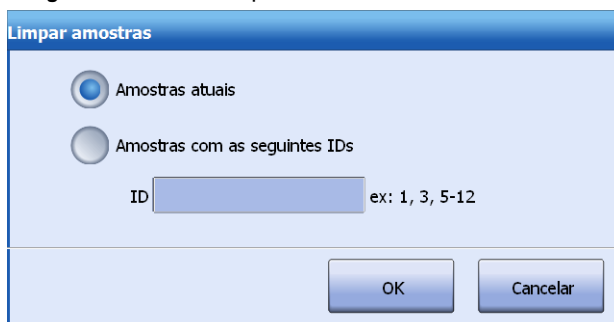 Limpar amostras
Amostras atuais
Amostras com as seguintes IDs
ID ex: 1, 3, 5-12
OK Cancelar